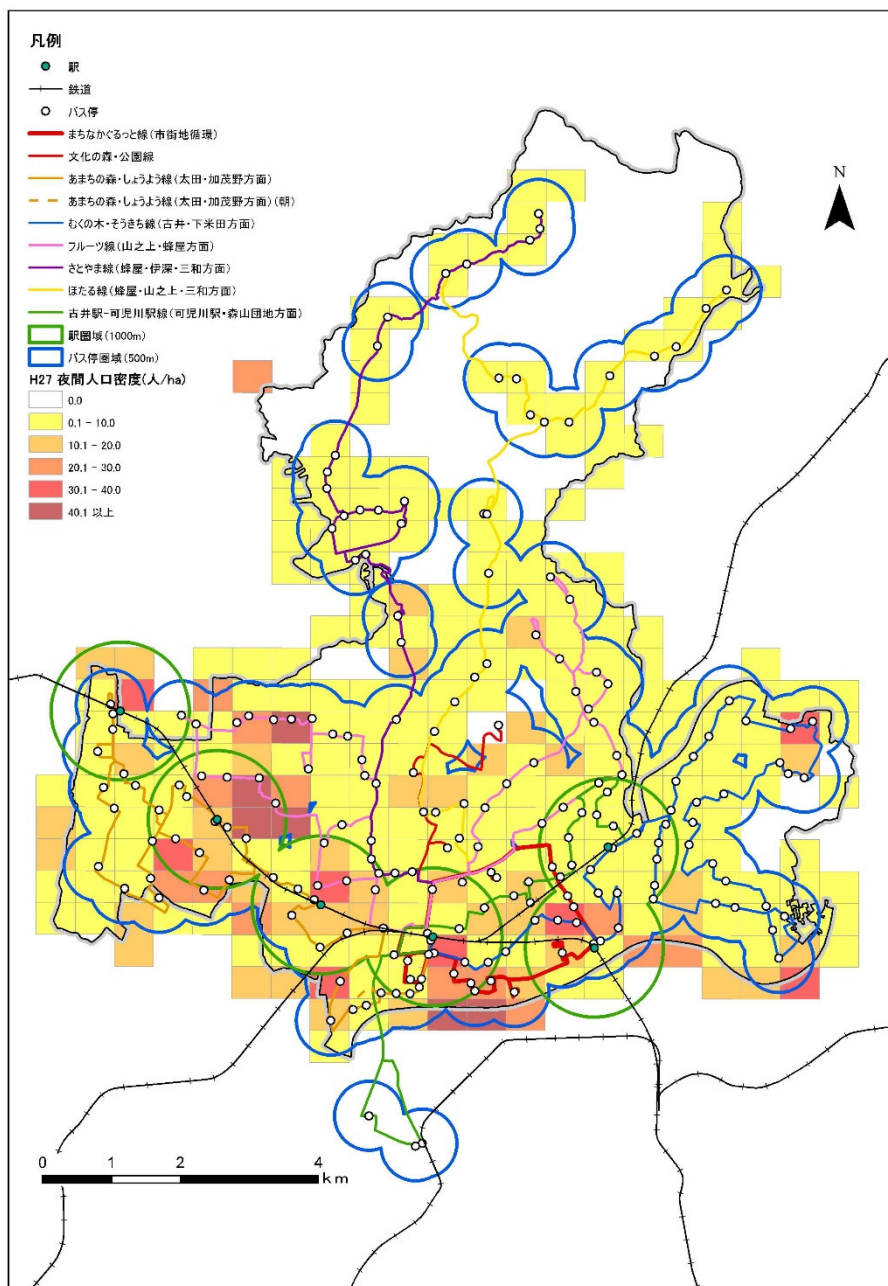 凡例
駅
鉄道
バス停
まちなかぐるっと線(市街地循環)
文化の森・公園線
あまちの森・しょうよう線(太田・加茂野方面)
あまちの森・しょうよう線(太田・加茂野方面)(朝)
むくの木・そうきち線(古井・下米田方面)
フルーツ線(山之上・蜂屋方面)
さとやま線(蜂屋・伊深・三和方面)
ほたる線(蜂屋・山之上・三和方面)
古井駅-可児川駅線(可児川駅・森山団地方面)
駅圏域(1000m)
バス停圏域(500m)
H27 夜間人口密度(人/ha)
0.0
0.1 - 10.0
10.1 - 20.0
20.1 - 30.0
30.1 - 40.0
40.1 以上
N
0 1 2 4
km